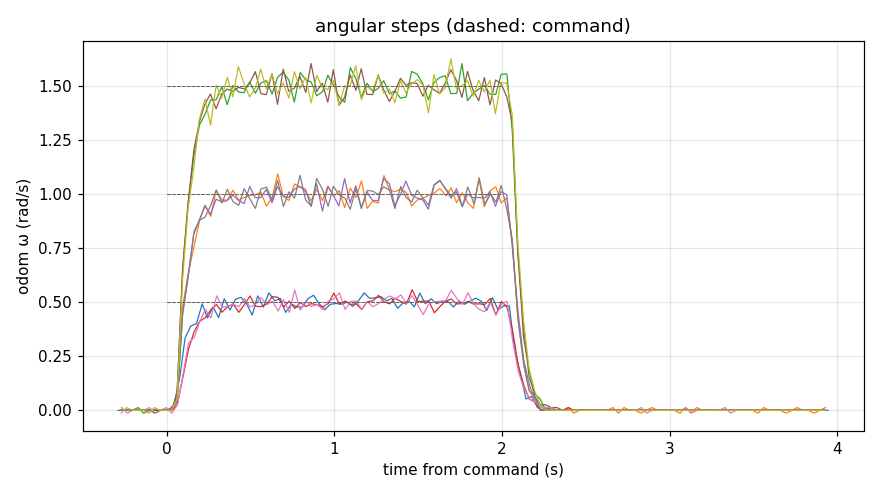 angular steps (dashed: command)
odom ω (rad/s)
1.50
1.25
1.00
0.75
0.50
0.25
0.00
0 1 2 3 4
time from command (s)